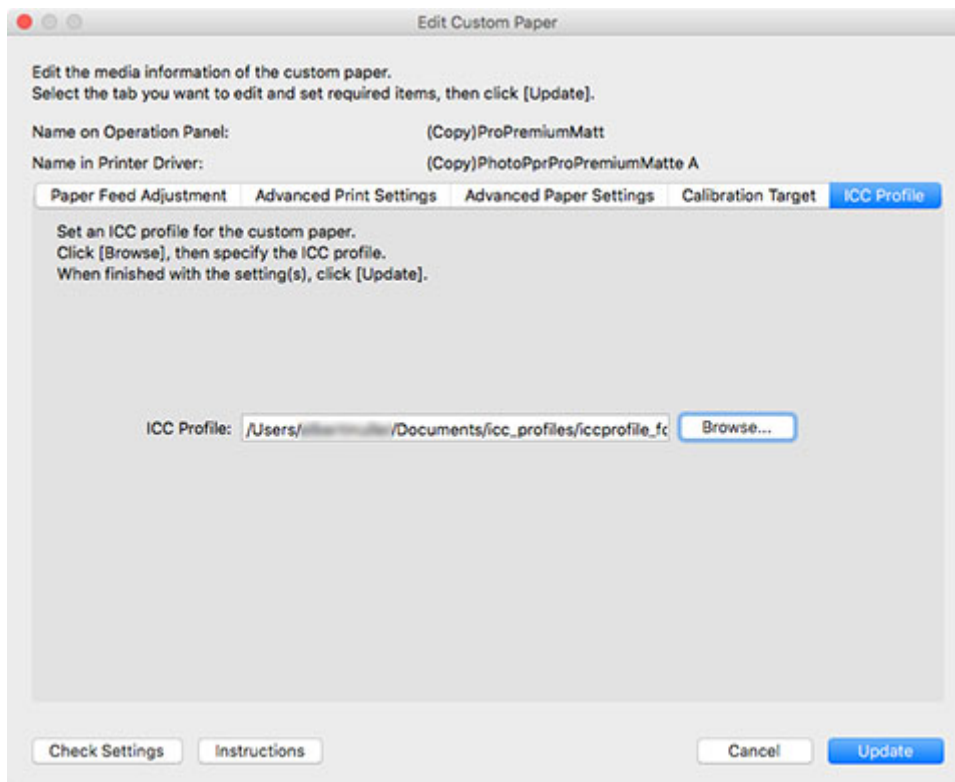 Edit Custom Paper
Edit the media information of the custom paper.
Select the tab you want to edit and set required items, then click [Update].
Name on Operation Panel: (Copy)ProPremiumMatt
Name in Printer Driver: (Copy)PhotoPprProPremiumMatte A
Paper Feed Adjustment Advanced Print Settings Advanced Paper Settings Calibration Target ICC Profile
Set an ICC profile for the custom paper.
Click [Browse], then specify the ICC profile.
When finished with the setting(s), click [Update].
ICC Profile: /Users/ /Documents/icc_profiles/iccprofile_fc Browse...
Check Settings Instructions Cancel Update